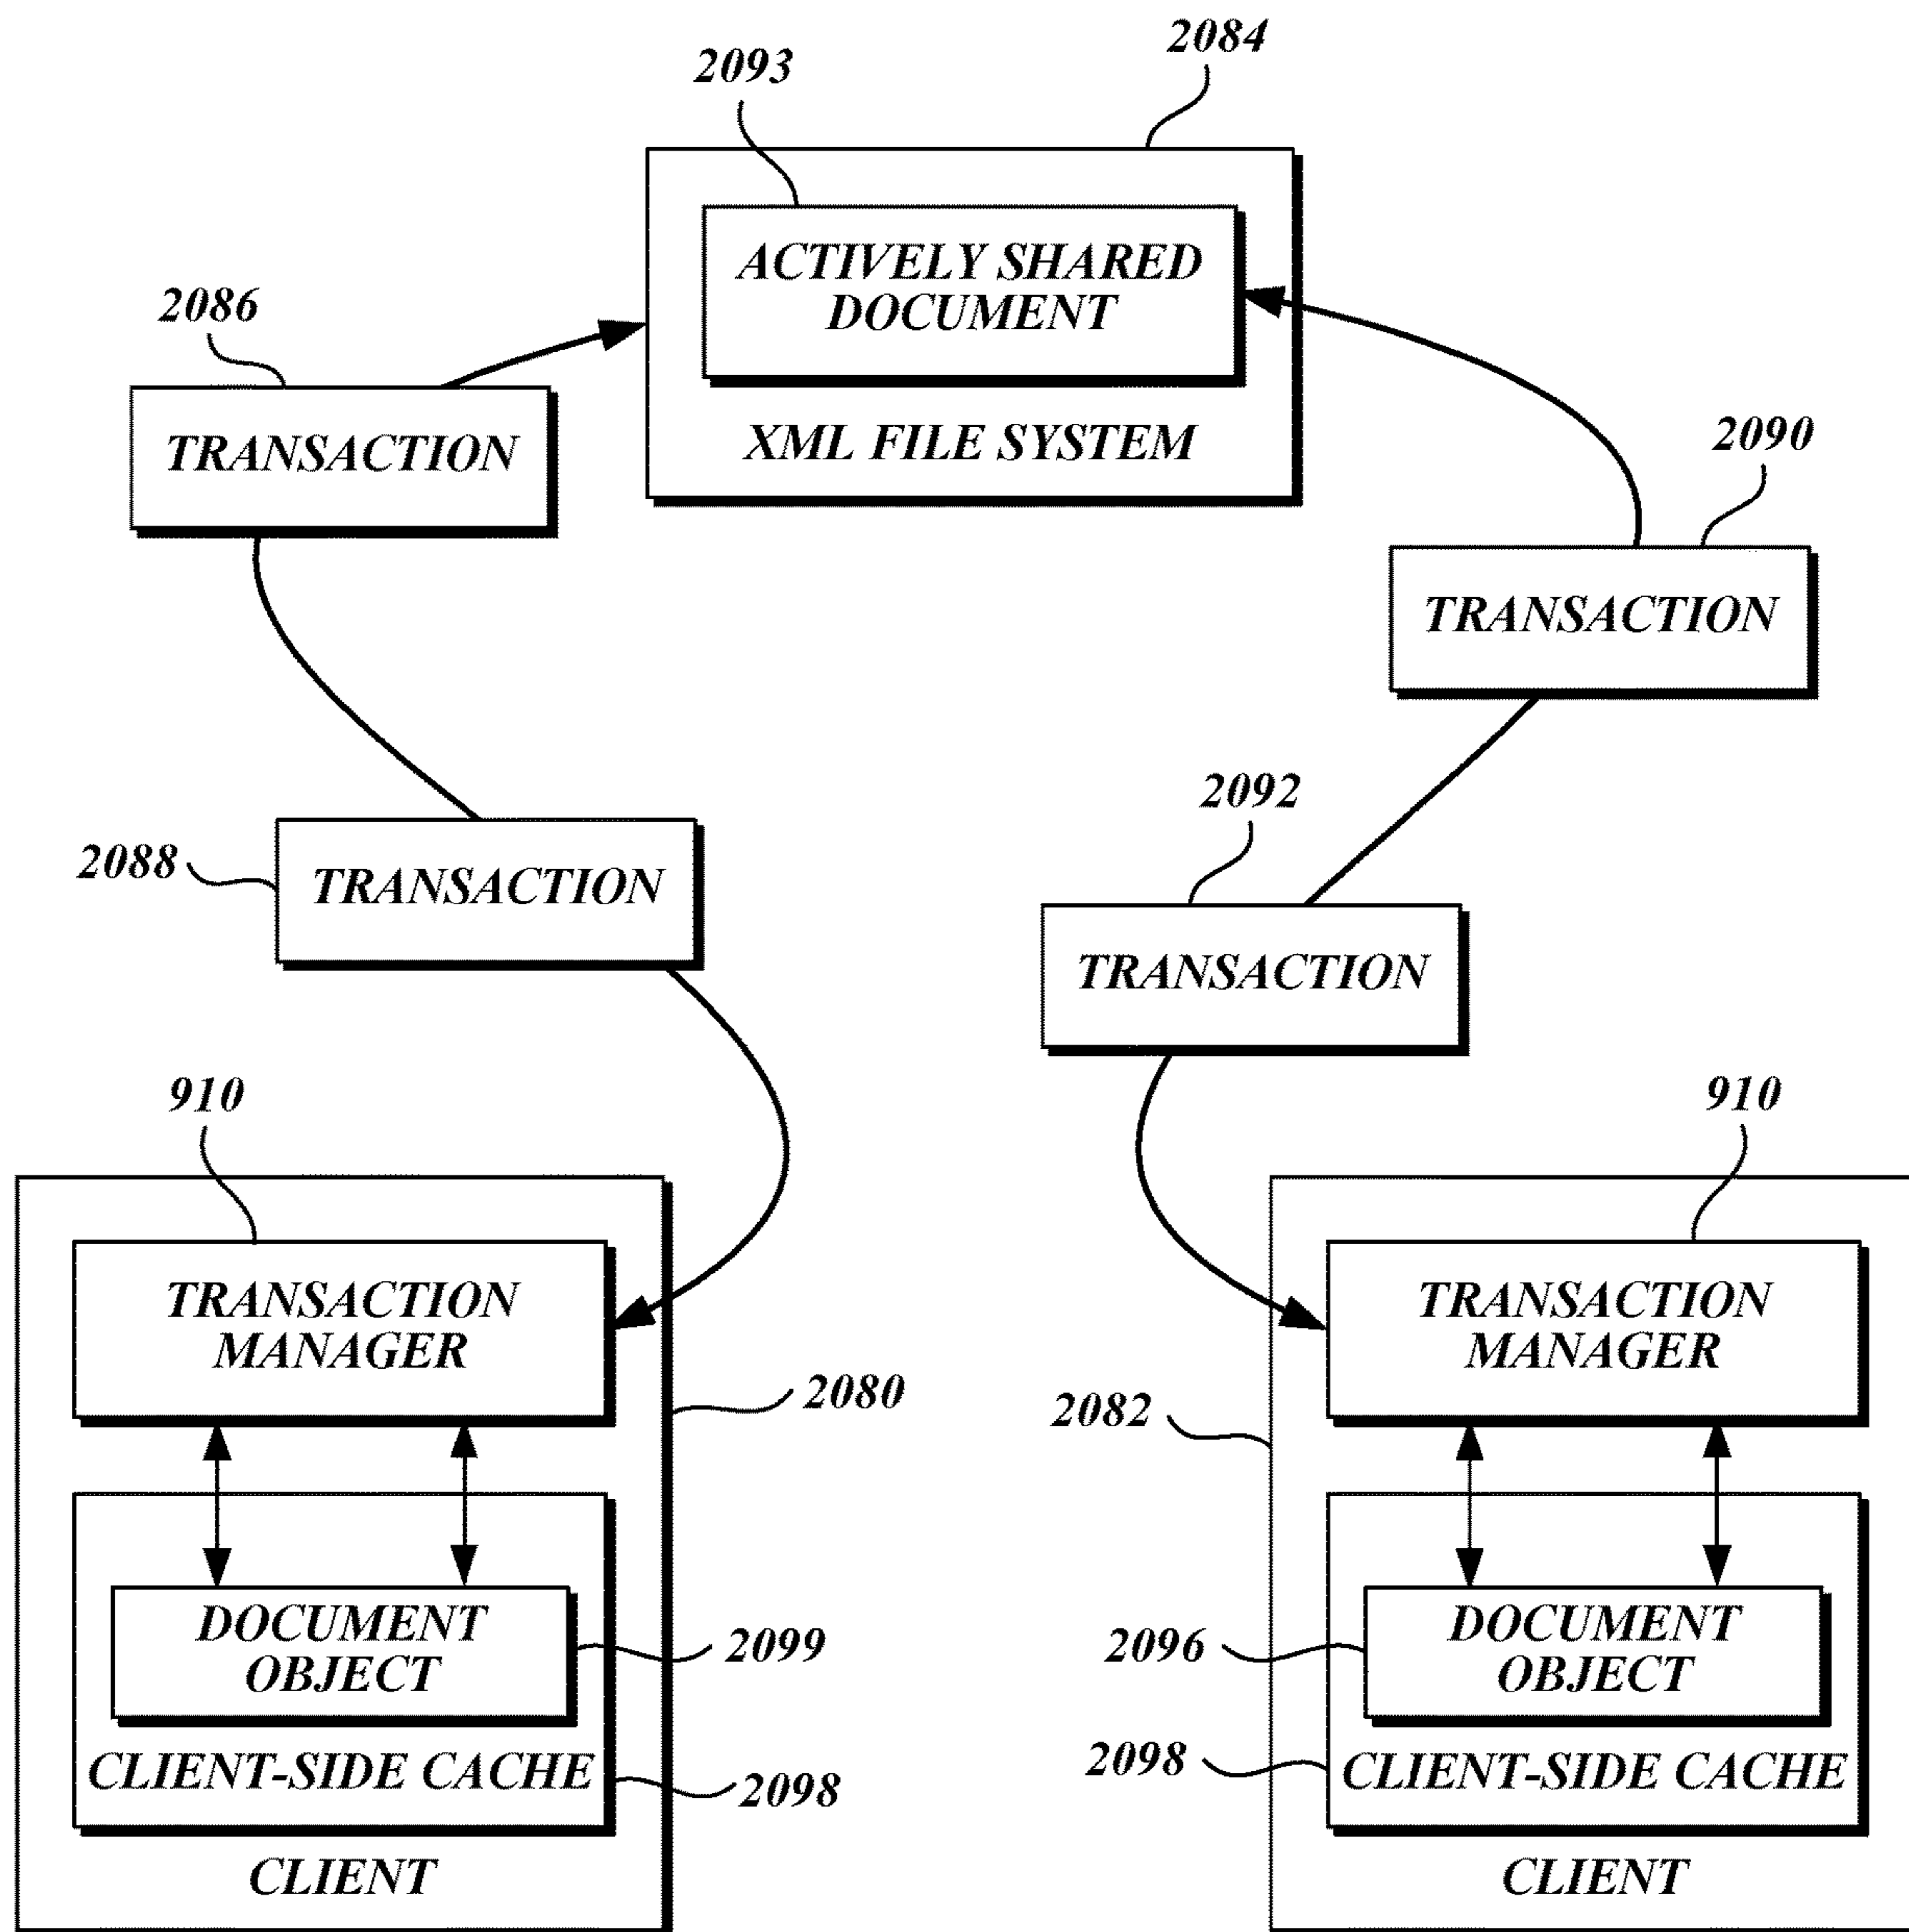 2084
2093
ACTIVELY SHARED
DOCUMENT
XML FILE SYSTEM
2086
TRANSACTION
2090
TRANSACTION
2088
TRANSACTION
2092
TRANSACTION
910
TRANSACTION
MANAGER
2080
DOCUMENT
OBJECT
2099
CLIENT-SIDE CACHE
2098
CLIENT
910
TRANSACTION
MANAGER
2082
DOCUMENT
OBJECT
2096
CLIENT-SIDE CACHE
2098
CLIENT